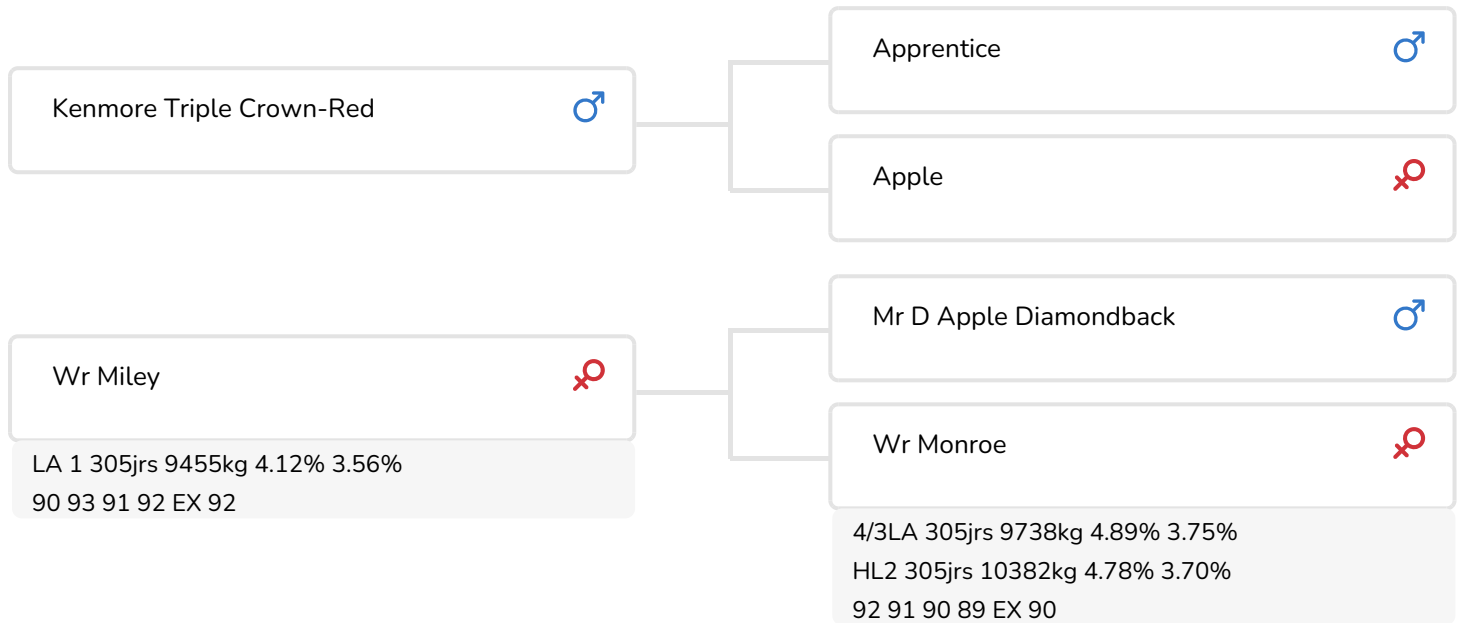 Kenmore Triple Crown-Red
Apprentice
Apple
Wr Miley
LA 1 305jrs 9455kg 4.12% 3.56%
90 93 91 92 EX 92
Mr D Apple Diamondback
Wr Monroe
4/3LA 305jrs 9738kg 4.89% 3.75%
HL2 305jrs 10382kg 4.78% 3.70%
92 91 90 89 EX 90